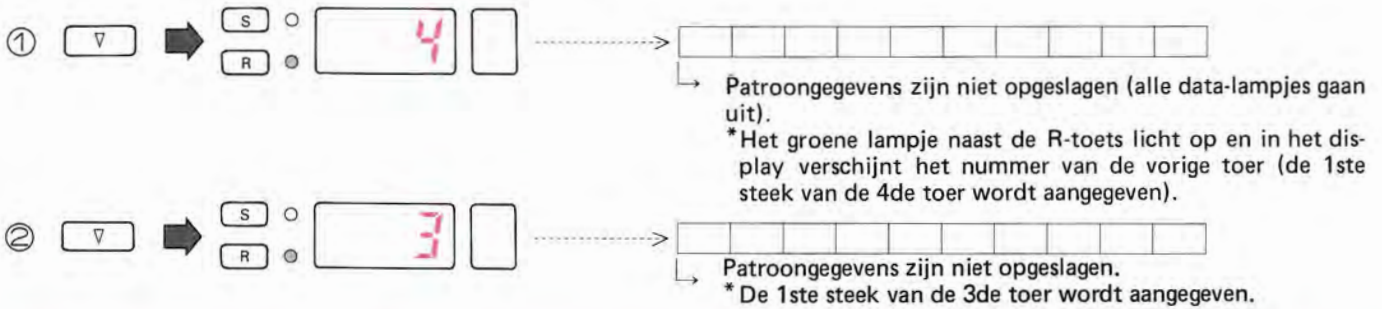 ① ▽ S 4
R
Patroongegevens zijn niet opgeslagen (alle data-lampjes gaan
uit).
*Het groene lampje naast de R-toets licht op en in het dis-
play verschijnt het nummer van de vorige toer (de 1ste
steek van de 4de toer wordt aangegeven).
② ▽ S 3
R
Patroongegevens zijn niet opgeslagen.
* De 1ste steek van de 3de toer wordt aangegeven.